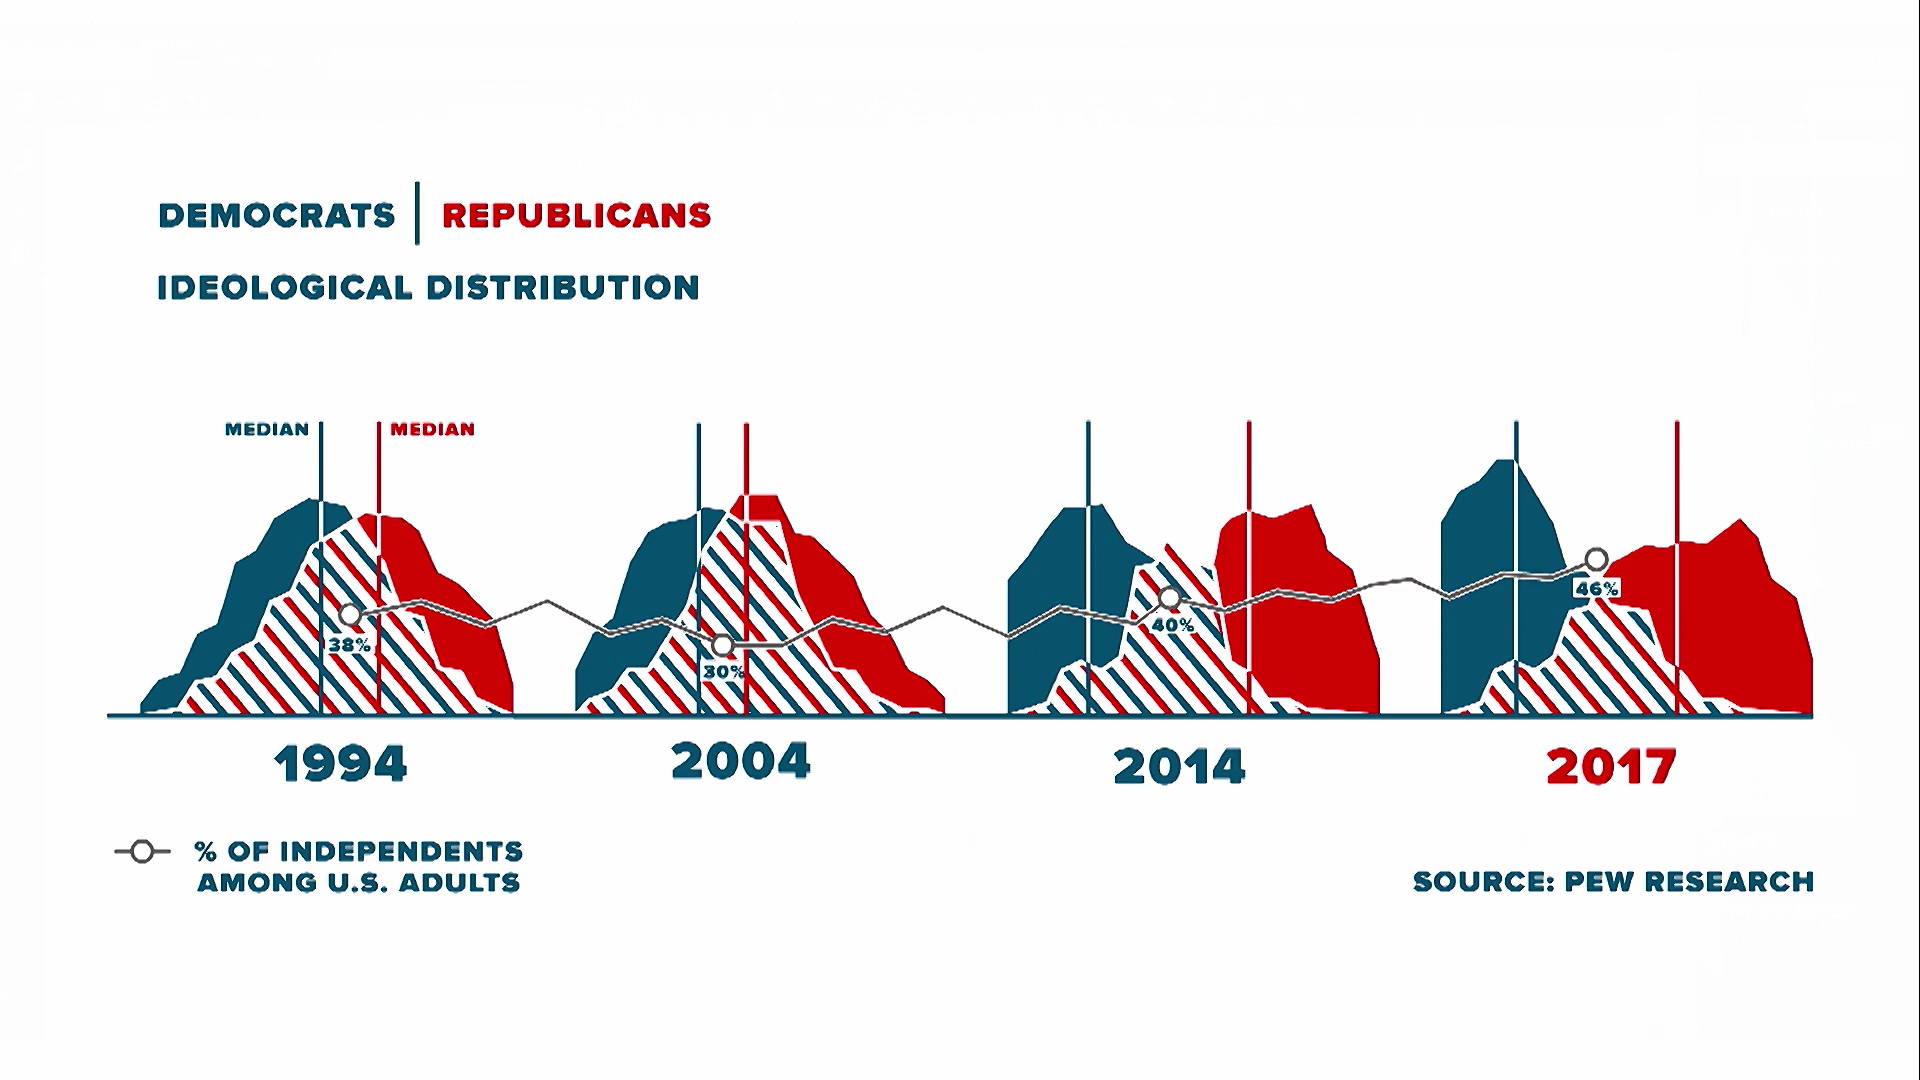 DEMOCRATS | REPUBLICANS
IDEOLOGICAL DISTRIBUTION
MEDIAN MEDIAN
38%
30%
40%
46%
1994 2004 2014 2017
% OF INDEPENDENTS
AMONG U.S. ADULTS
SOURCE: PEW RESEARCH